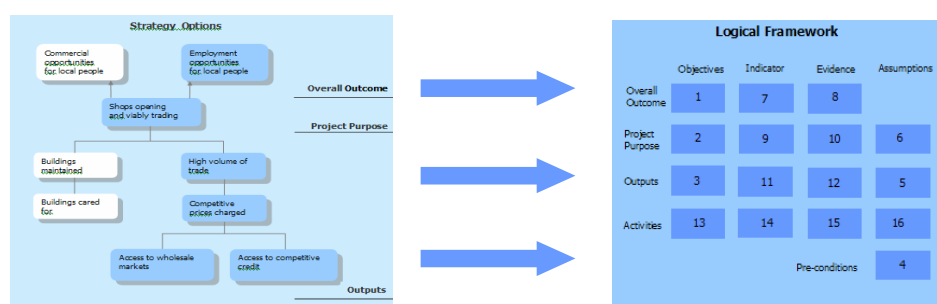 Strategy Options
Commercial
opportunities
for local people
Employment
opportunities
for local people
Overall Outcome
Shops opening
and viably trading
Project Purpose
Buildings
maintained
High volume of
trade
Buildings cared
for
Competitive
prices charged
Access to wholesale
markets
Access to competitive
credit
Outputs
Logical Framework
Objectives Indicator Evidence Assumptions
Overall
Outcome
1 7 8
Project
Purpose
2 9 10 6
Outputs 3 11 12 5
Activities 13 14 15 16
Pre-conditions 4